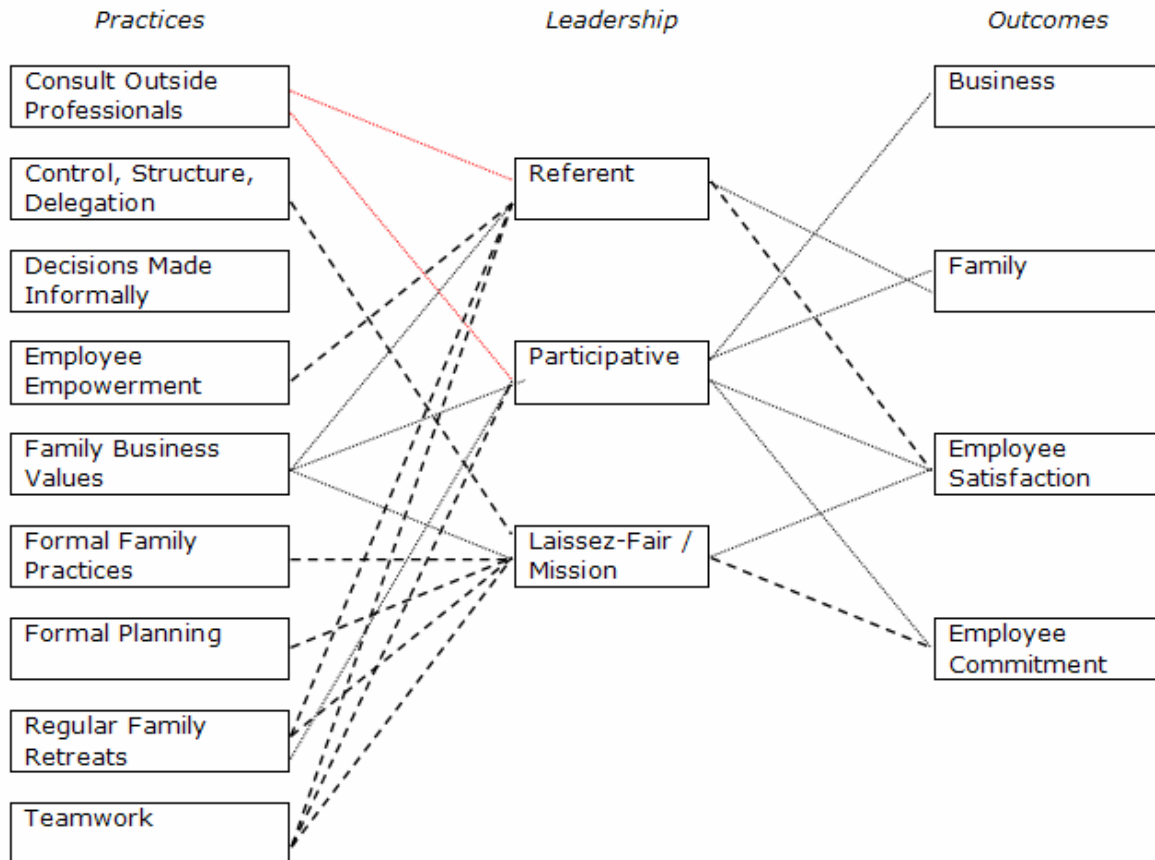 Practices
Leadership
Outcomes
Consult Outside
Professionals
Control, Structure,
Delegation
Decisions Made
Informally
Employee
Empowerment
Family Business
Values
Formal Family
Practices
Formal Planning
Regular Family
Retreats
Teamwork
Referent
Participative
Laissez-Fair /
Mission
Business
Family
Employee
Satisfaction
Employee
Commitment